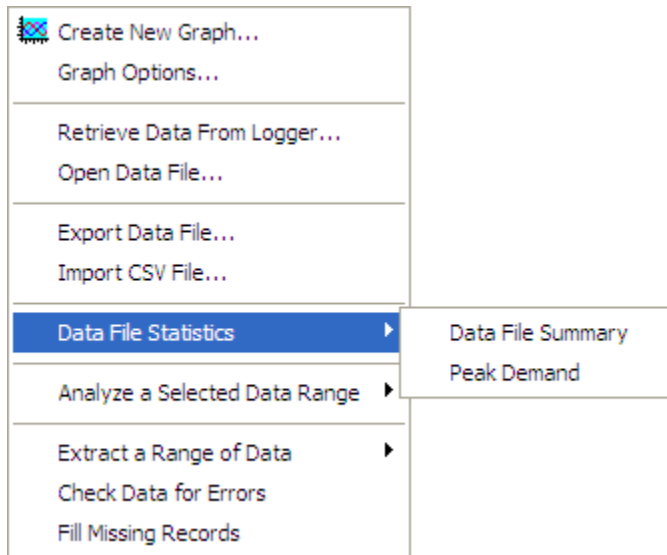 Create New Graph...
Graph Options...
Retrieve Data From Logger...
Open Data File...
Export Data File...
Import CSV File...
Data File Statistics
Data File Summary
Peak Demand
Analyze a Selected Data Range
Extract a Range of Data
Check Data for Errors
Fill Missing Records